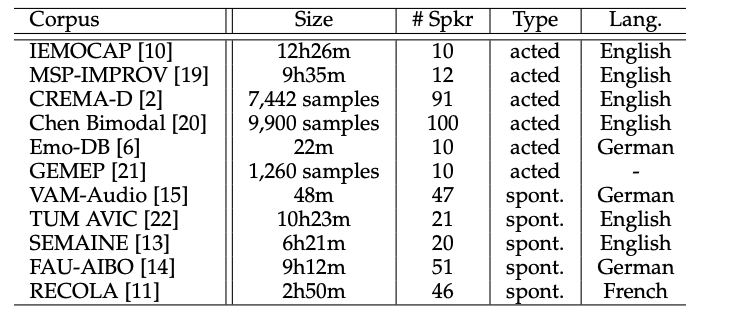 Corpus Size # Spkr Type Lang.
IEMOCAP [10] 12h26m 10 acted English
MSP-IMPROV [19] 9h35m 12 acted English
CREMA-D [2] 7,442 samples 91 acted English
Chen Bimodal [20] 9,900 samples 100 acted English
Emo-DB [6] 22m 10 acted German
GEMEP [21] 1,260 samples 10 acted -
VAM-Audio [15] 48m 47 spont. German
TUM AVIC [22] 10h23m 21 spont. English
SEMAINE [13] 6h21m 20 spont. English
FAU-AIBO [14] 9h12m 51 spont. German
RECOLA [11] 2h50m 46 spont. French